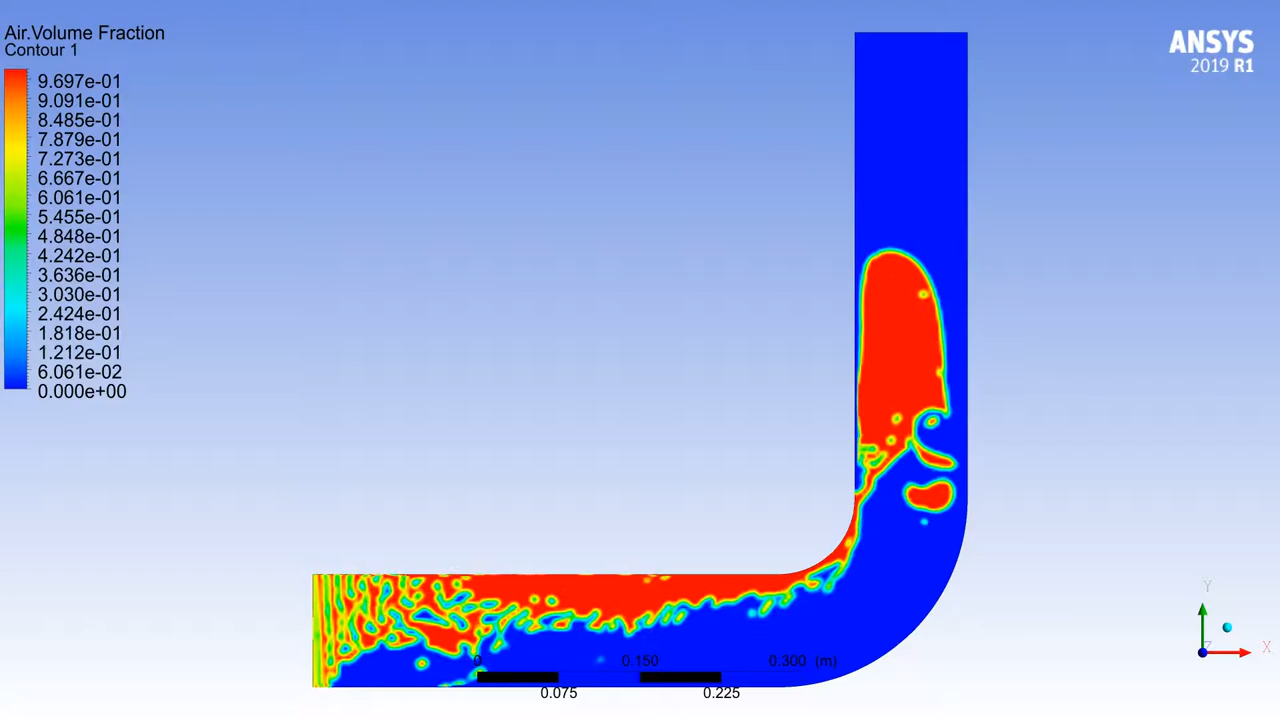 Air.Volume Fraction
Contour 1
9.697e-01
9.091e-01
8.485e-01
7.879e-01
7.273e-01
6.667e-01
6.061e-01
5.455e-01
4.848e-01
4.242e-01
3.636e-01
3.030e-01
2.424e-01
1.818e-01
1.212e-01
6.061e-02
0.000e+00
ANSYS
2019 R1
0 0.150 0.300 (m)
0.075 0.225
Y
Z X